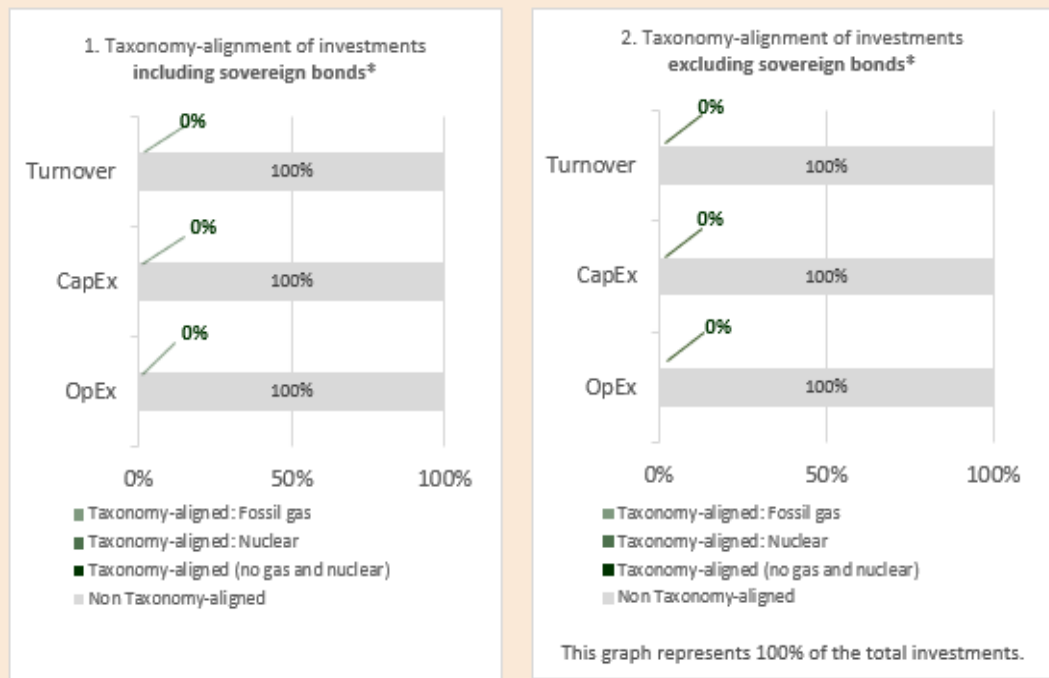 1. Taxonomy-alignment of investments
including sovereign bonds*
0%
Turnover
100%
0%
CapEx
100%
0%
OpEx
100%
0% 50% 100%
Taxonomy-aligned: Fossil gas
Taxonomy-aligned: Nuclear
Taxonomy-aligned (no gas and nuclear)
Non Taxonomy-aligned
2. Taxonomy-alignment of investments
excluding sovereign bonds*
0%
Turnover
100%
0%
CapEx
100%
0%
OpEx
100%
0% 50% 100%
Taxonomy-aligned: Fossil gas
Taxonomy-aligned: Nuclear
Taxonomy-aligned (no gas and nuclear)
Non Taxonomy-aligned
This graph represents 100% of the total investments.